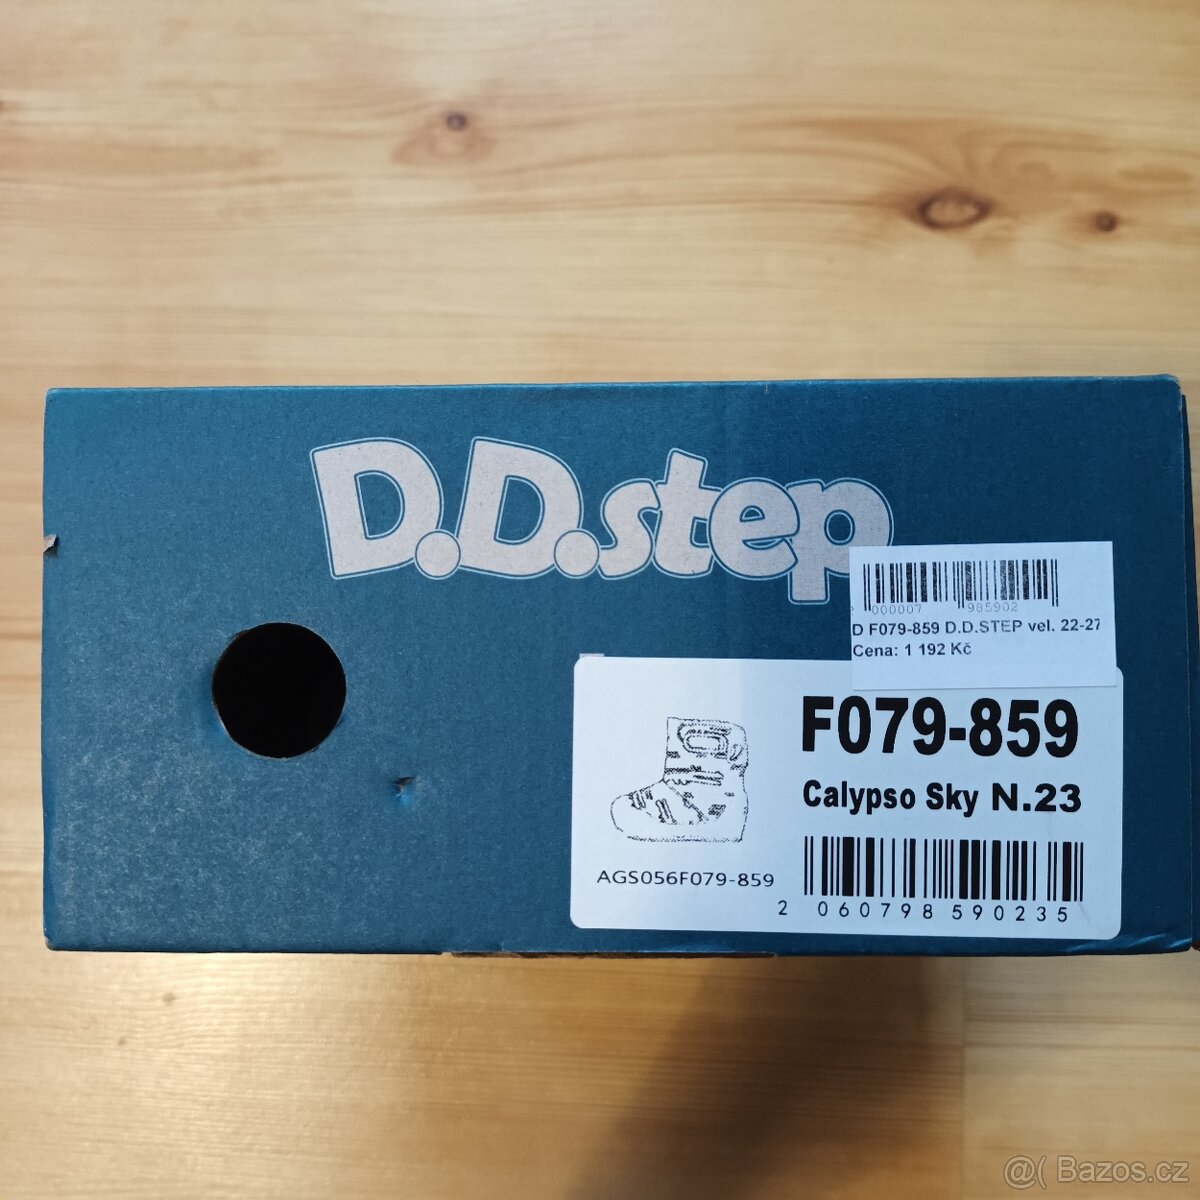 D.D.step
000007 985902
D F079-859 D.D.STEP vel. 22-27
Cena: 1 192 Kč
F079-859
Calypso Sky N.23
AGS056F079-859
2 060798 590235
@( Bazos.cz